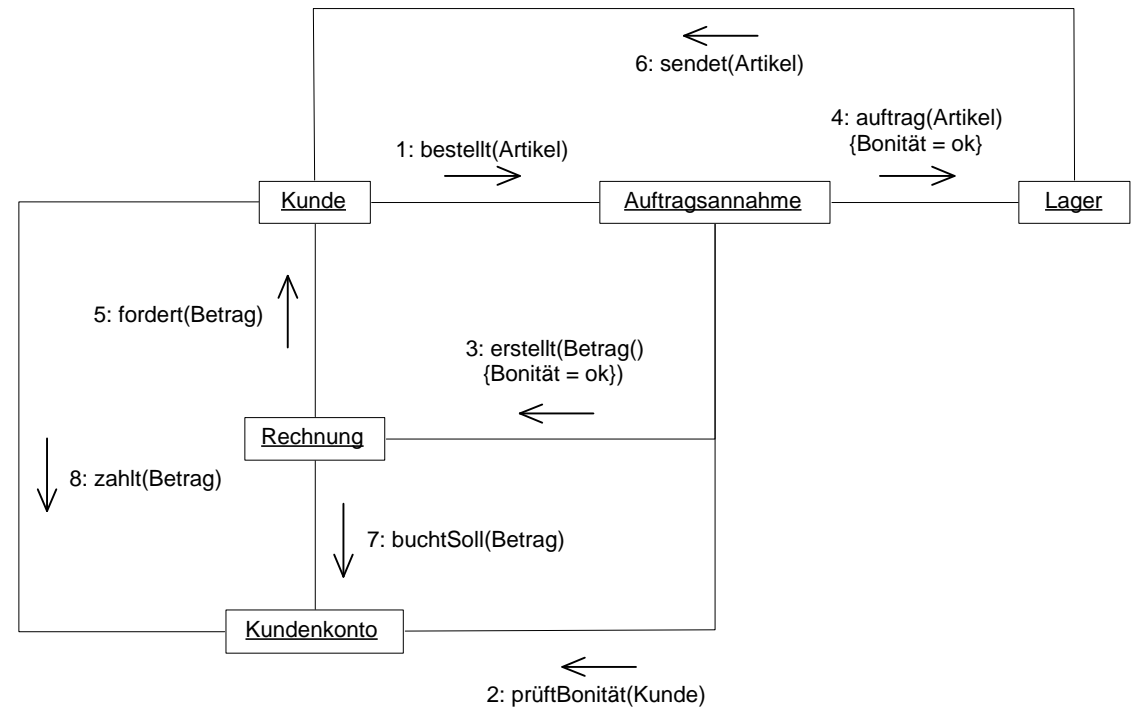 6: sendet(Artikel)
4: auftrag(Artikel)
{Bonität = ok}
1: bestellt(Artikel)
Kunde
Auftragsannahme
Lager
5: fordert(Betrag)
3: erstellt(Betrag()
{Bonität = ok})
Rechnung
8: zahlt(Betrag)
7: buchtSoll(Betrag)
Kundenkonto
2: prüftBonität(Kunde)